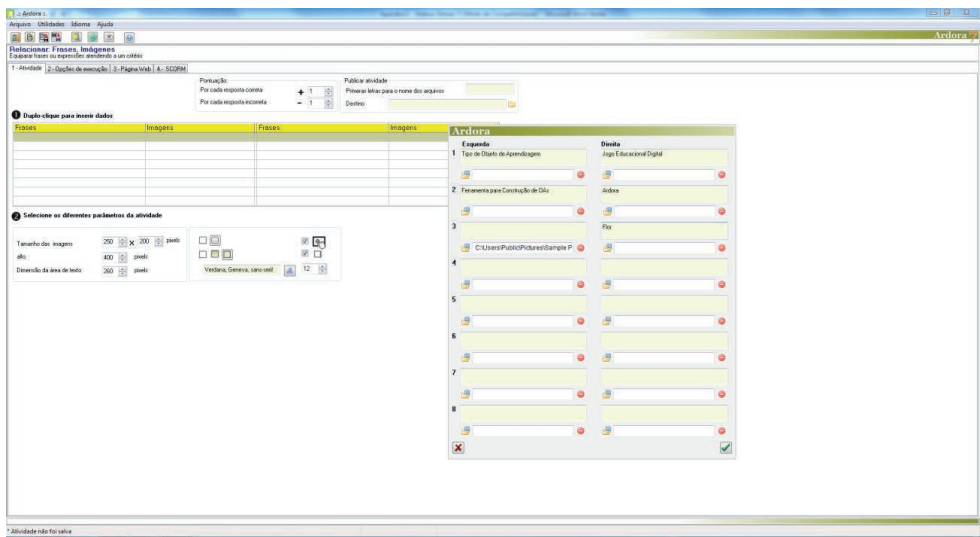 .: Ardora :.
Arquivo Utilidades Idioma Ajuda
Ardora 7
Relacionar: Frases, Imágenes
Equiparar frases ou expressões atendendo a um critério
1 - Atividade 2 - Opções de execução 3 - Página Web 4.- SCORM
Pontuação:
Por cada resposta correta + 1
Por cada resposta incorreta - 1
Publicar atividade
Primeras letras para o nome dos arquivos
Destino
1 Duplo-clique para inserir dados
Frases Imagens Frases Imagens
2 Selecione os diferentes parâmetros da atividade
Tamanho das imagens 250 x 200 pixels
alto 400 pixels
Dimensão da área de texto 260 pixels
Verdana, Geneva, sans-serif 12
Ardora
Esquerda Direita
1 Tipo de Objeto de Aprendizagem Jogo Educacional Digital
2 Ferramenta para Construção de OAs Ardora
3 Flor
C:\Users\Public\Pictures\Sample P
4
5
6
7
8
* Atividade não foi salva